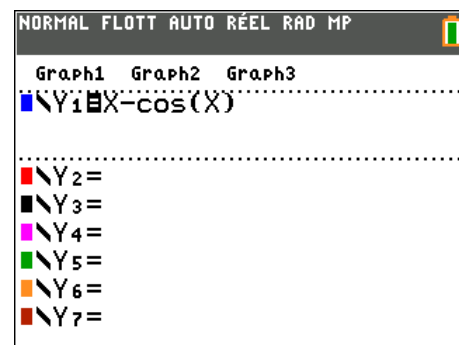 NORMAL FLOTT AUTO RÉEL RAD MP
Graph1 Graph2 Graph3
\Y1=X-cos(X)
\Y2=
\Y3=
\Y4=
\Y5=
\Y6=
\Y7=